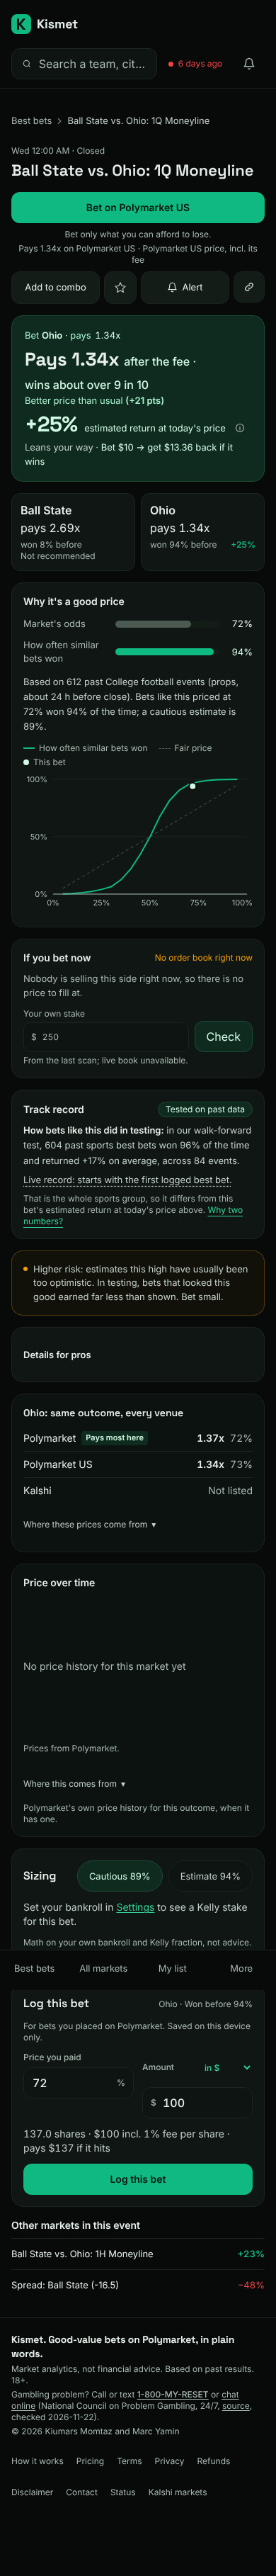 Kismet
Search a team, cit...
6 days ago
Best bets > Ball State vs. Ohio: 1Q Moneyline
Wed 12:00 AM · Closed
Ball State vs. Ohio: 1Q Moneyline
Bet on Polymarket US
Bet only what you can afford to lose.
Pays 1.34x on Polymarket US · Polymarket US price, incl. its
fee
Add to combo
Alert
Bet Ohio · pays 1.34x
Pays 1.34x after the fee ·
wins about over 9 in 10
Better price than usual (+21 pts)
+25% estimated return at today's price
Leans your way · Bet $10 → get $13.36 back if it
wins
Ball State
pays 2.69x
won 8% before
Not recommended
Ohio
pays 1.34x
won 94% before +25%
Why it's a good price
Market's odds 72%
How often similar
bets won 94%
Based on 612 past College football events (props,
about 24 h before close). Bets like this priced at
72% won 94% of the time; a cautious estimate is
89%.
How often similar bets won Fair price
This bet
100%
50%
0%
0% 25% 50% 75% 100%
If you bet now
No order book right now
Nobody is selling this side right now, so there is no
price to fill at.
Your own stake
$ 250
Check
From the last scan; live book unavailable.
Track record
Tested on past data
How bets like this did in testing: in our walk-forward
test, 604 past sports best bets won 96% of the time
and returned +17% on average, across 84 events.
Live record: starts with the first logged best bet.
That is the whole sports group, so it differs from this
bet's estimated return at today's price above. Why two
numbers?
Higher risk: estimates this high have usually been
too optimistic. In testing, bets that looked this
good earned far less than shown. Bet small.
Details for pros
Ohio: same outcome, every venue
Polymarket Pays most here 1.37x 72%
Polymarket US 1.34x 73%
Kalshi Not listed
Where these prices come from ▾
Price over time
No price history for this market yet
Prices from Polymarket.
Where this comes from ▾
Polymarket's own price history for this outcome, when it
has one.
Sizing
Cautious 89%
Estimate 94%
Set your bankroll in Settings to see a Kelly stake
for this bet.
Math on your own bankroll and Kelly fraction, not advice.
Best bets
All markets
My list
More
Log this bet
Ohio · Won before 94%
For bets you placed on Polymarket. Saved on this device
only.
Price you paid
72 %
Amount in $
$ 100
137.0 shares · $100 incl. 1% fee per share ·
pays $137 if it hits
Log this bet
Other markets in this event
Ball State vs. Ohio: 1H Moneyline +23%
Spread: Ball State (-16.5) −48%
Kismet. Good-value bets on Polymarket, in plain
words.
Market analytics, not financial advice. Based on past results.
18+.
Gambling problem? Call or text 1-800-MY-RESET or chat
online (National Council on Problem Gambling, 24/7, source,
checked 2026-11-22).
© 2026 Kiumars Momtaz and Marc Yamin
How it works
Pricing
Terms
Privacy
Refunds
Disclaimer
Contact
Status
Kalshi markets